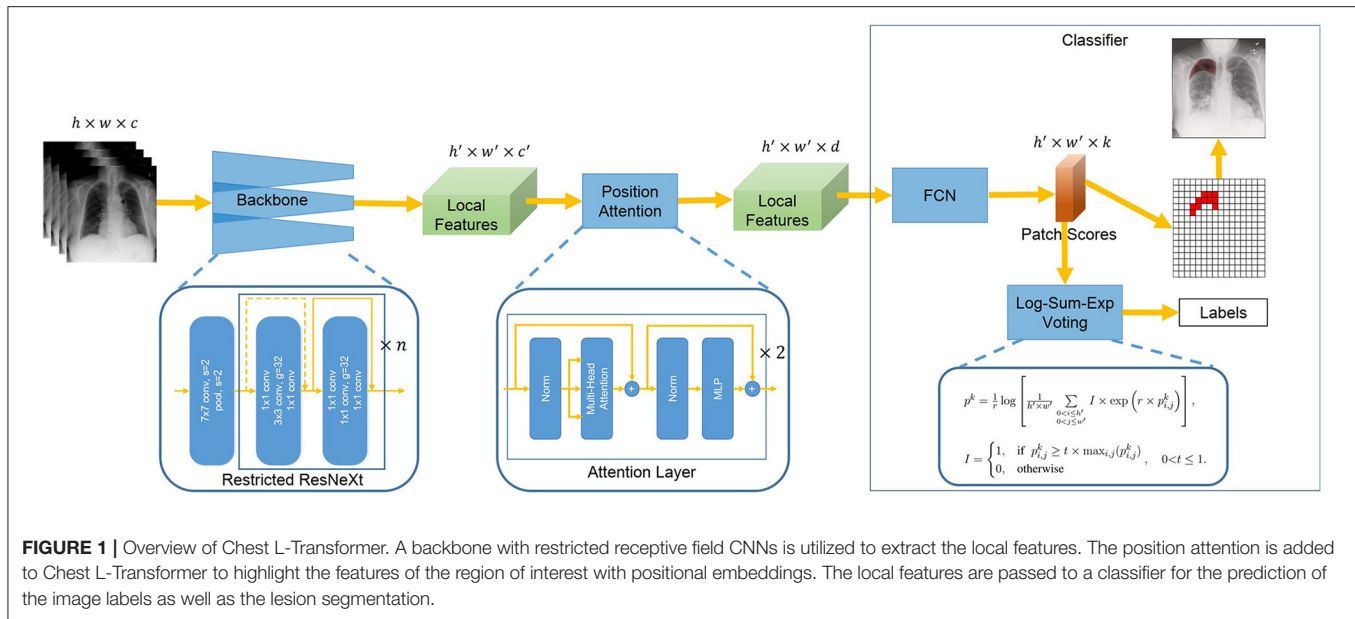 Classifier
h × w × c
Backbone
h′ × w′ × c′
Local
Features
Position
Attention
h′ × w′ × d
Local
Features
FCN
h′ × w′ × k
Patch Scores
Log-Sum-Exp
Voting
Labels
7x7 conv, s=2
pool, s=2
1x1 conv
3x3 conv, g=32
1x1 conv
1x1 conv
1x1 conv, g=32
1x1 conv
× n
Restricted ResNeXt
Norm
Multi-Head
Attention
+
Norm
MLP
+
× 2
Attention Layer
p^k = 1/r log [ 1/(h′×w′) ∑_{0<i≤h′, 0<j≤w′} I × exp (r × p^k_{i,j}) ],
I = { 1, if p^k_{i,j} ≥ t × max_{i,j}(p^k_{i,j})
0, otherwise , 0<t ≤ 1.
FIGURE 1 | Overview of Chest L-Transformer. A backbone with restricted receptive field CNNs is utilized to extract the local features. The position attention is added
to Chest L-Transformer to highlight the features of the region of interest with positional embeddings. The local features are passed to a classifier for the prediction of
the image labels as well as the lesion segmentation.